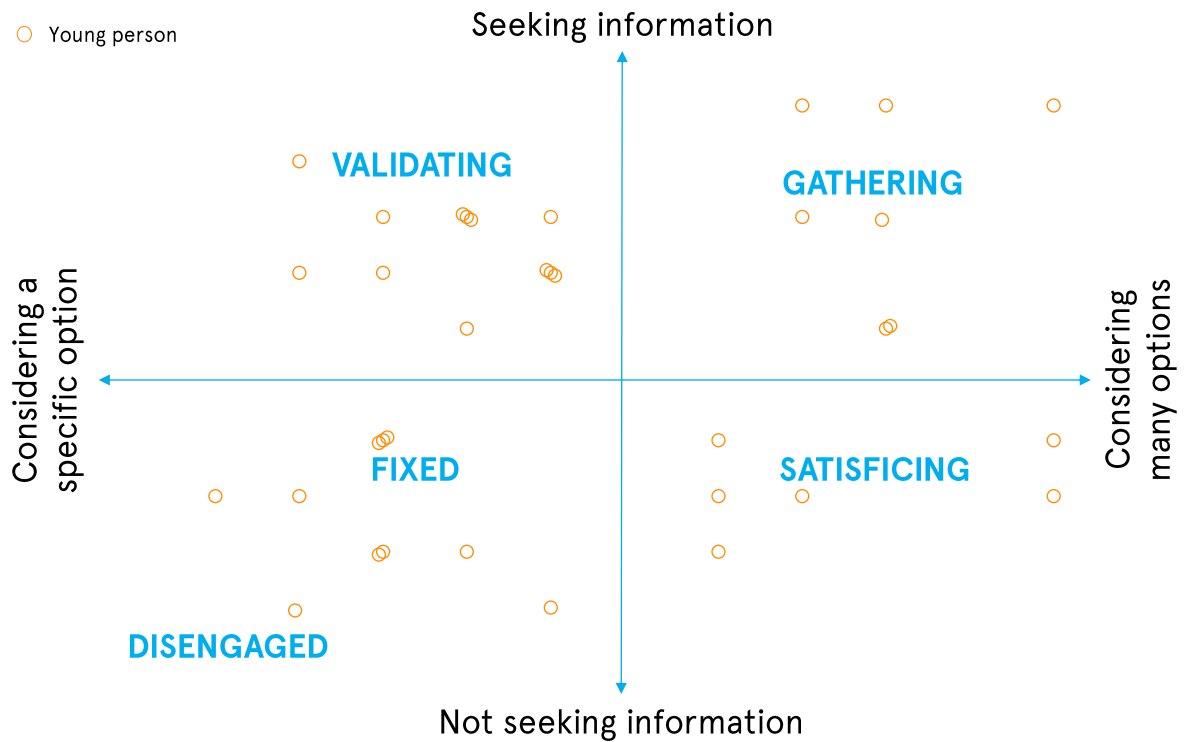 Seeking information
Young person
VALIDATING
GATHERING
Considering a
specific option
Considering
many options
FIXED
SATISFICING
DISENGAGED
Not seeking information